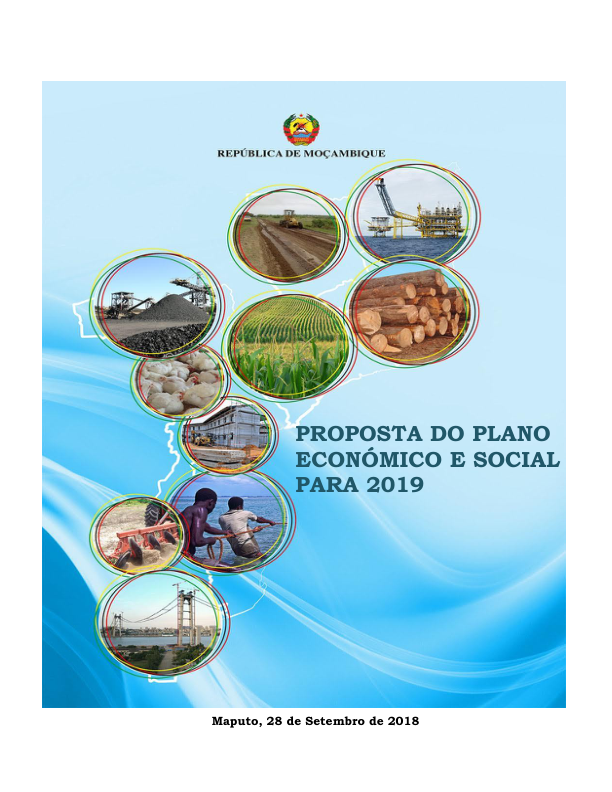 REPÚBLICA DE MOÇAMBIQUE
PROPOSTA DO PLANO
ECONÓMICO E SOCIAL
PARA 2019
Maputo, 28 de Setembro de 2018